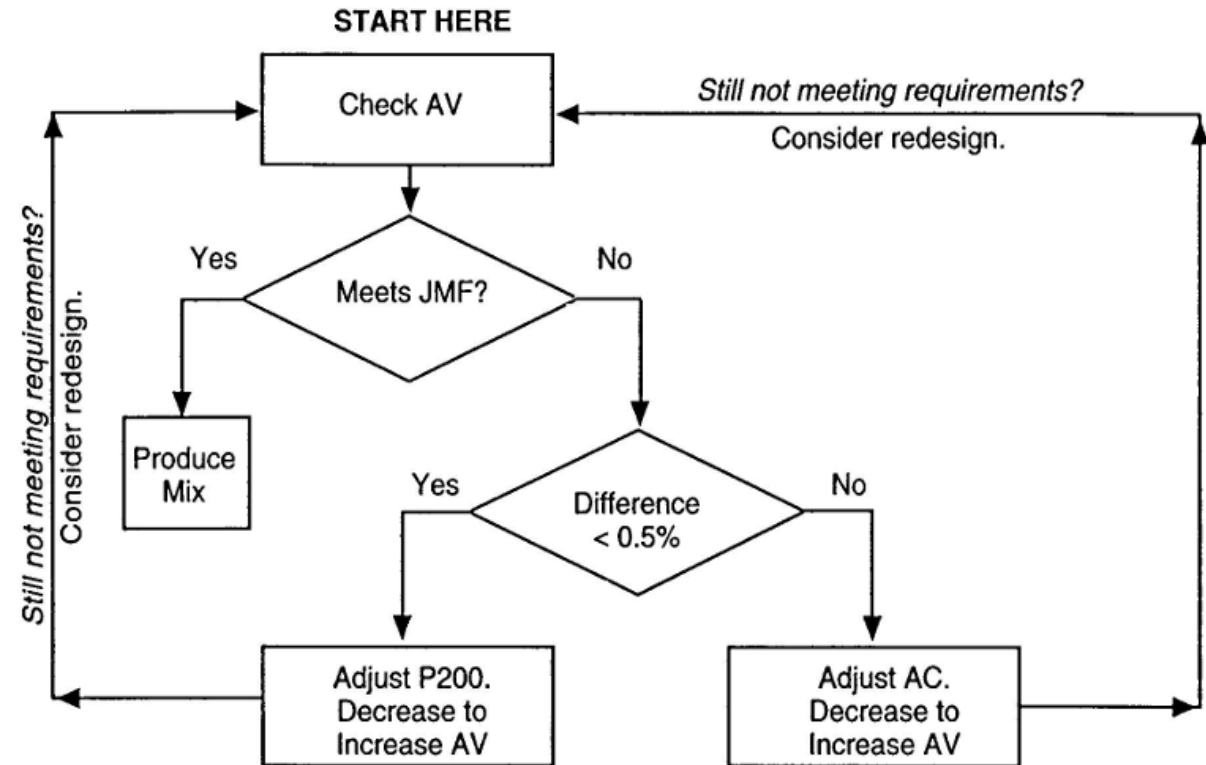 START HERE
Check AV
Still not meeting requirements?
Consider redesign.
Yes
No
Meets JMF?
Still not meeting requirements?
Consider redesign.
Produce
Mix
Yes
No
Difference
< 0.5%
Adjust P200.
Decrease to
Increase AV
Adjust AC.
Decrease to
Increase AV